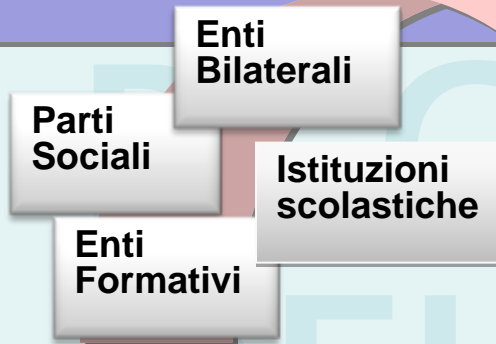 Enti
Bilaterali
Parti
Sociali
Istituzioni
scolastiche
Enti
Formativi